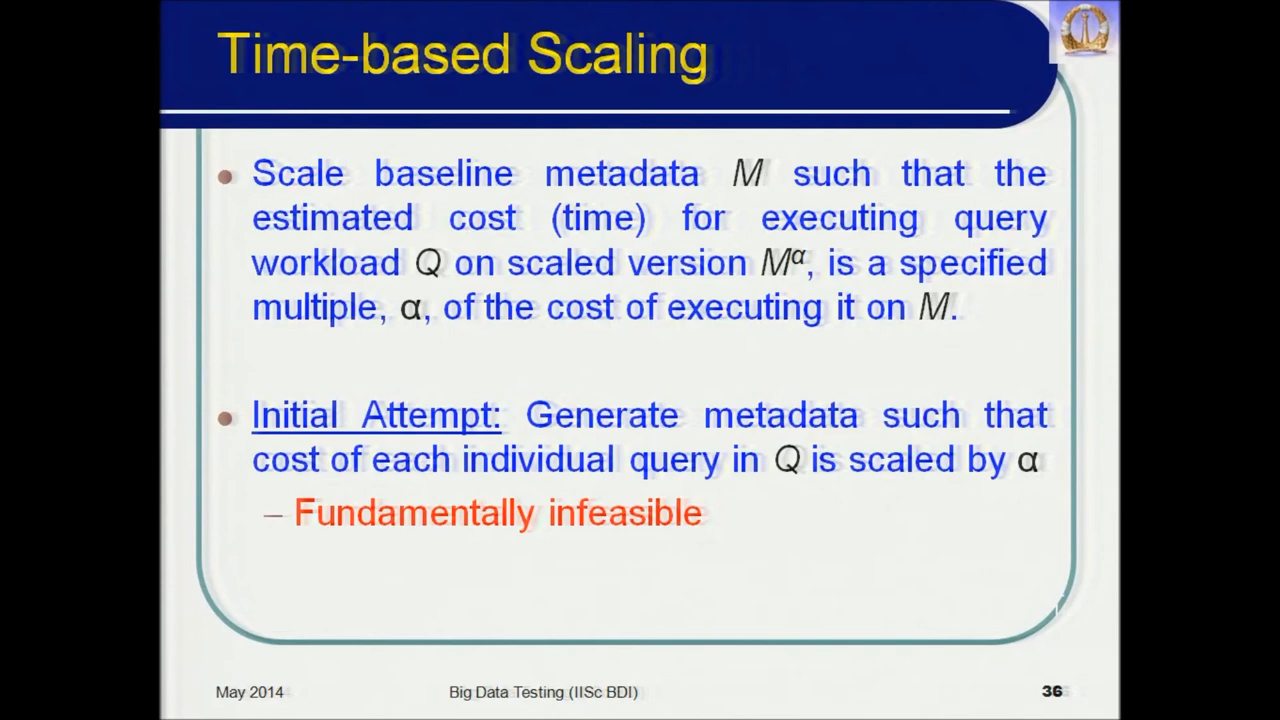 Time-based Scaling
• Scale baseline metadata M such that the
estimated cost (time) for executing query
workload Q on scaled version Mᵅ, is a specified
multiple, α, of the cost of executing it on M.
• Initial Attempt: Generate metadata such that
cost of each individual query in Q is scaled by α
– Fundamentally infeasible
May 2014 Big Data Testing (IISc BDI) 36